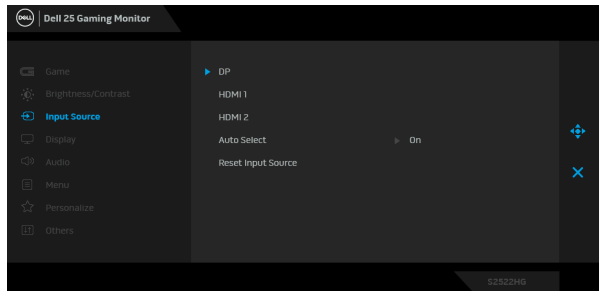 DELL
Dell 25 Gaming Monitor
Game
Brightness/Contrast
Input Source
Display
Audio
Menu
Personalize
Others
DP
HDMI 1
HDMI 2
Auto Select On
Reset Input Source
S2522HG